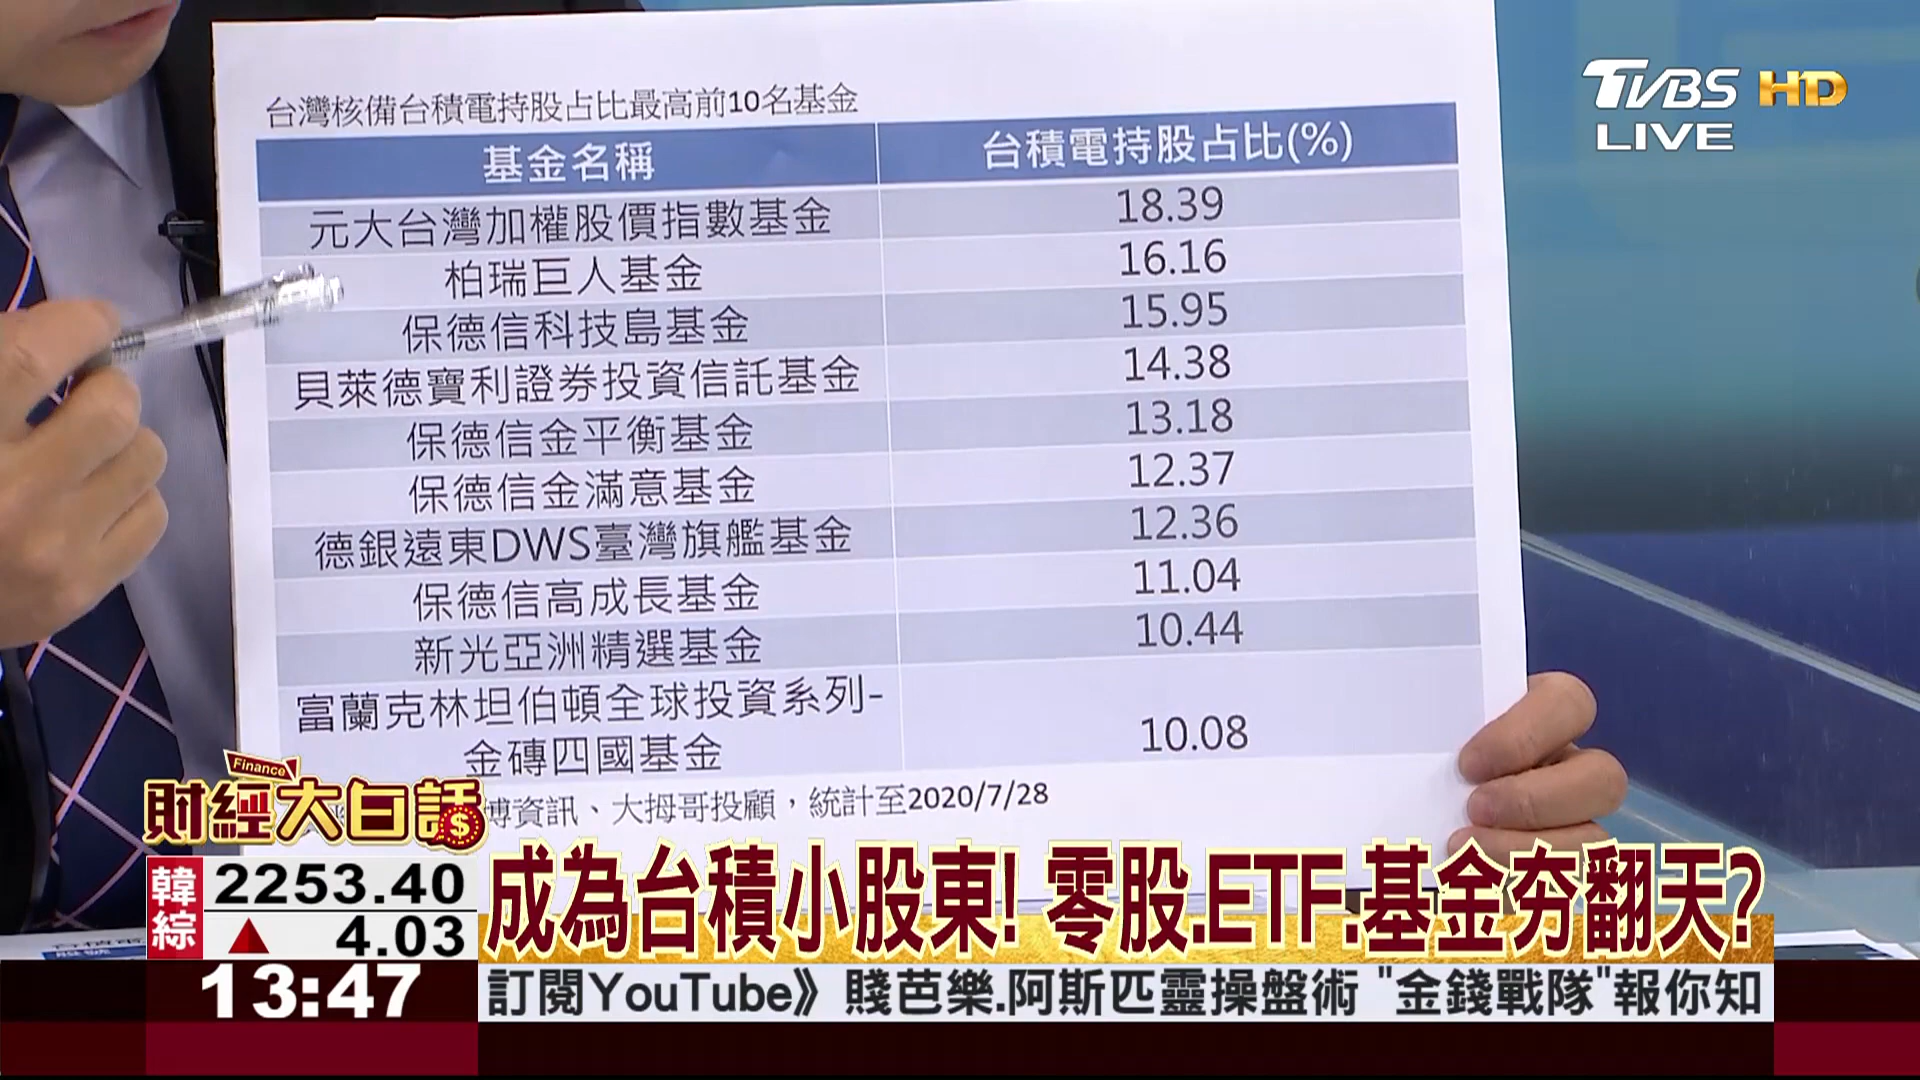 台灣核備台積電持股占比最高前10名基金
基金名稱 台積電持股占比(%)
元大台灣加權股價指數基金 18.39
柏瑞巨人基金 16.16
保德信科技島基金 15.95
貝萊德寶利證券投資信託基金 14.38
保德信金平衡基金 13.18
保德信金滿意基金 12.37
德銀遠東DWS臺灣旗艦基金 12.36
保德信高成長基金 11.04
新光亞洲精選基金 10.44
富蘭克林坦伯頓全球投資系列-
金磚四國基金 10.08
博資訊、大拇哥投顧，統計至2020/7/28
TVBS HD
LIVE
Finance
財經大白話
$
韓綜 2253.40
▲ 4.03
13:47
成為台積小股東! 零股.ETF.基金夯翻天?
訂閱YouTube》賤芭樂.阿斯匹靈操盤術 "金錢戰隊"報你知